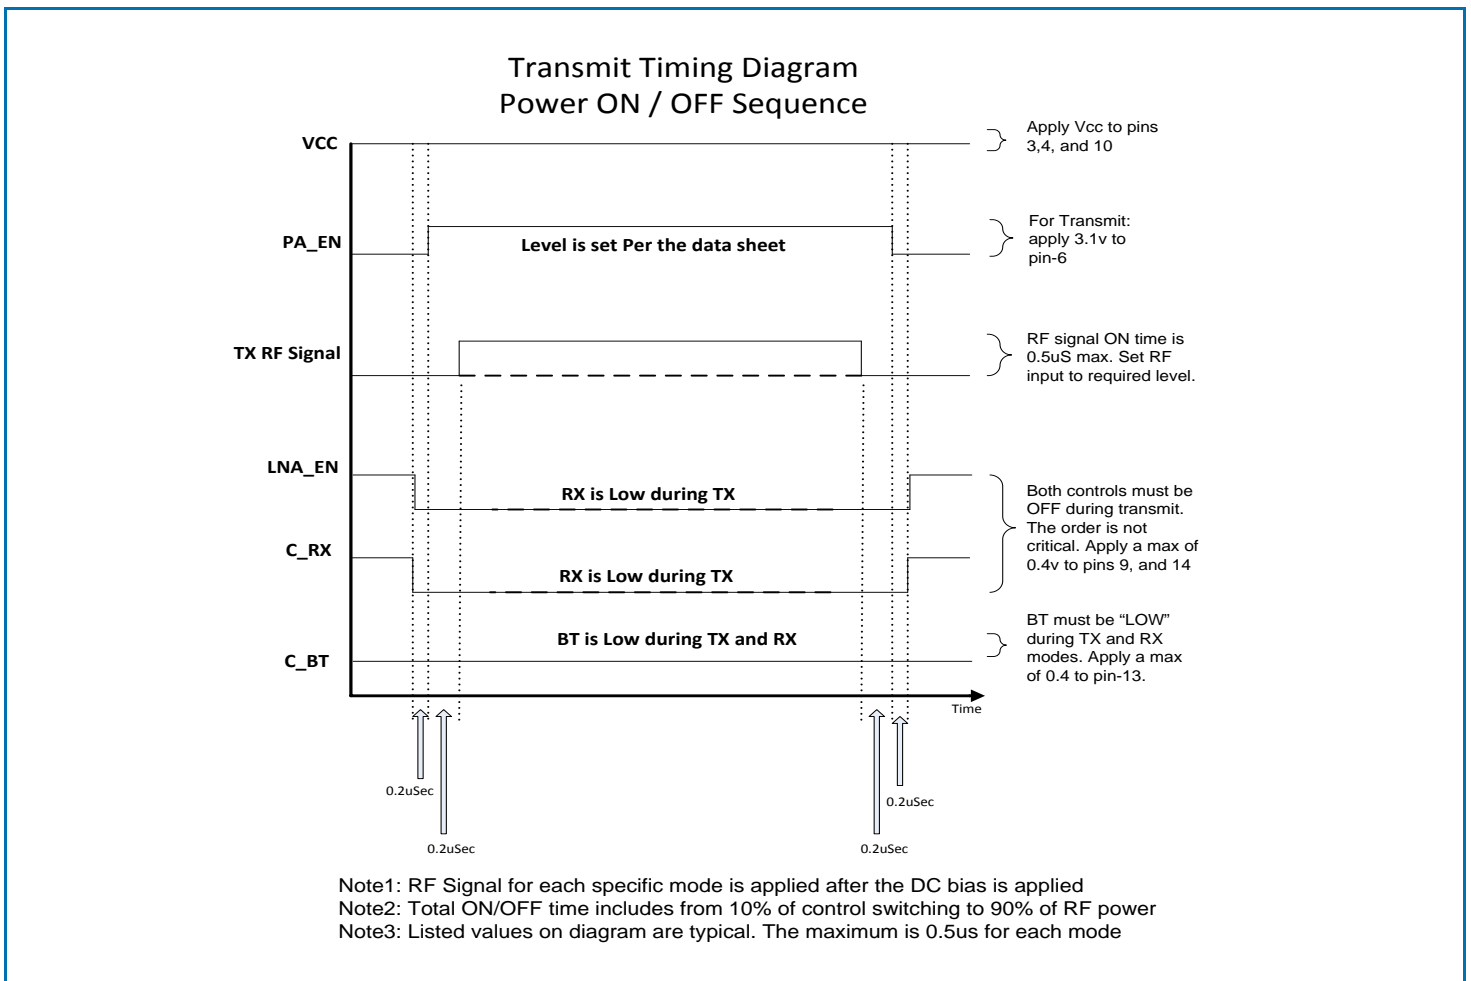 Transmit Timing Diagram
Power ON / OFF Sequence
VCC
Apply Vcc to pins
3,4, and 10
PA_EN
Level is set Per the data sheet
For Transmit:
apply 3.1v to
pin-6
TX RF Signal
RF signal ON time is
0.5uS max. Set RF
input to required level.
LNA_EN
RX is Low during TX
C_RX
RX is Low during TX
Both controls must be
OFF during transmit.
The order is not
critical. Apply a max of
0.4v to pins 9, and 14
BT is Low during TX and RX
C_BT
BT must be “LOW”
during TX and RX
modes. Apply a max
of 0.4 to pin-13.
Time
0.2uSec
0.2uSec
0.2uSec
0.2uSec
Note1: RF Signal for each specific mode is applied after the DC bias is applied
Note2: Total ON/OFF time includes from 10% of control switching to 90% of RF power
Note3: Listed values on diagram are typical. The maximum is 0.5us for each mode